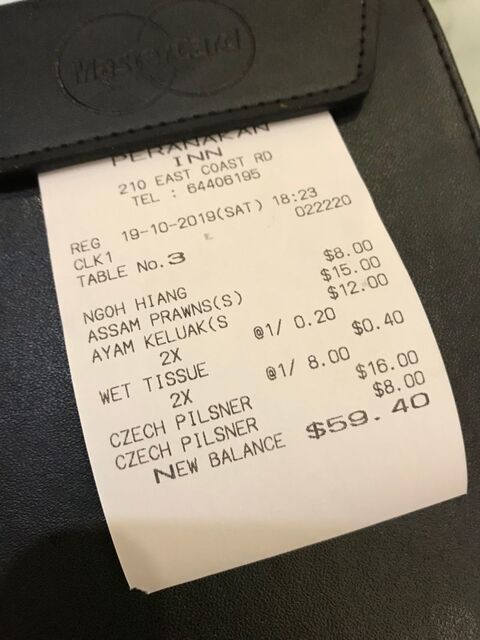 MasterCard
PERANAKAN
INN
210 EAST COAST RD
TEL : 64406195
REG 19-10-2019(SAT) 18:23
CLK1 022220
TABLE No.3
NGOH HIANG $8.00
ASSAM PRAWNS(S) $15.00
AYAM KELUAK(S $12.00
2X @1/ 0.20
WET TISSUE $0.40
2X @1/ 8.00
CZECH PILSNER $16.00
CZECH PILSNER $8.00
NEW BALANCE $59.40